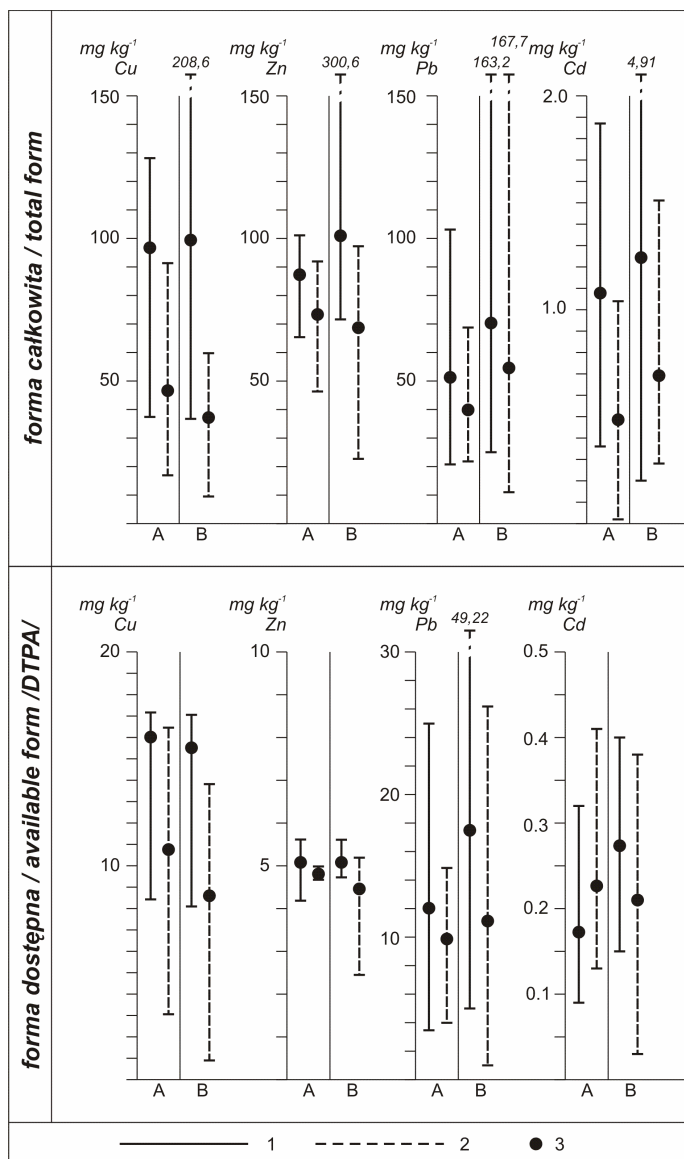 forma całkowita / total form
mg kg-1 Cu
208,6
150
100
50
A B
mg kg-1 Zn
300,6
150
100
50
A B
mg kg-1 Pb
163,2
167,7
150
100
50
A B
mg kg-1 Cd
4,91
2.0
1.0
A B
forma dostępna / available form /DTPA/
mg kg-1 Cu
20
10
A B
mg kg-1 Zn
10
5
A B
mg kg-1 Pb
49,22
30
20
10
A B
mg kg-1 Cd
0.5
0.4
0.3
0.2
0.1
A B
1 2 3